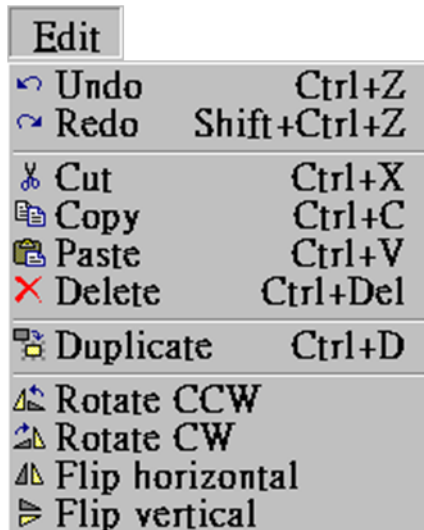 Edit
Undo Ctrl+Z
Redo Shift+Ctrl+Z
Cut Ctrl+X
Copy Ctrl+C
Paste Ctrl+V
Delete Ctrl+Del
Duplicate Ctrl+D
Rotate CCW
Rotate CW
Flip horizontal
Flip vertical